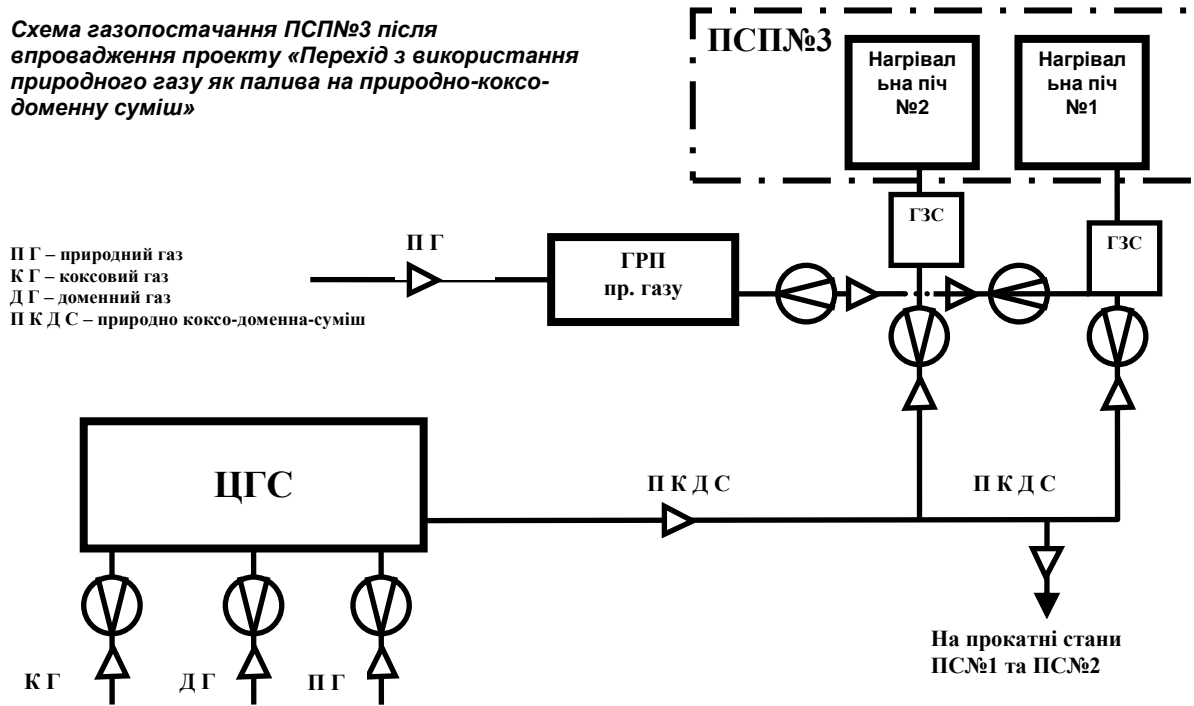 Схема газопостачання ПСП№3 після
впровадження проекту «Перехід з використання
природного газу як палива на природно-коксо-
доменну суміш»
ПСП№3
Нагрівал
ьна піч
№2
Нагрівал
ьна піч
№1
ГЗС
ГЗС
П Г – природний газ
К Г – коксовий газ
Д Г – доменний газ
П К Д С – природно коксо-доменна-суміш
П Г
ГРП
пр. газу
ЦГС
П К Д С
П К Д С
На прокатні стани
ПС№1 та ПС№2
К Г
Д Г
П Г